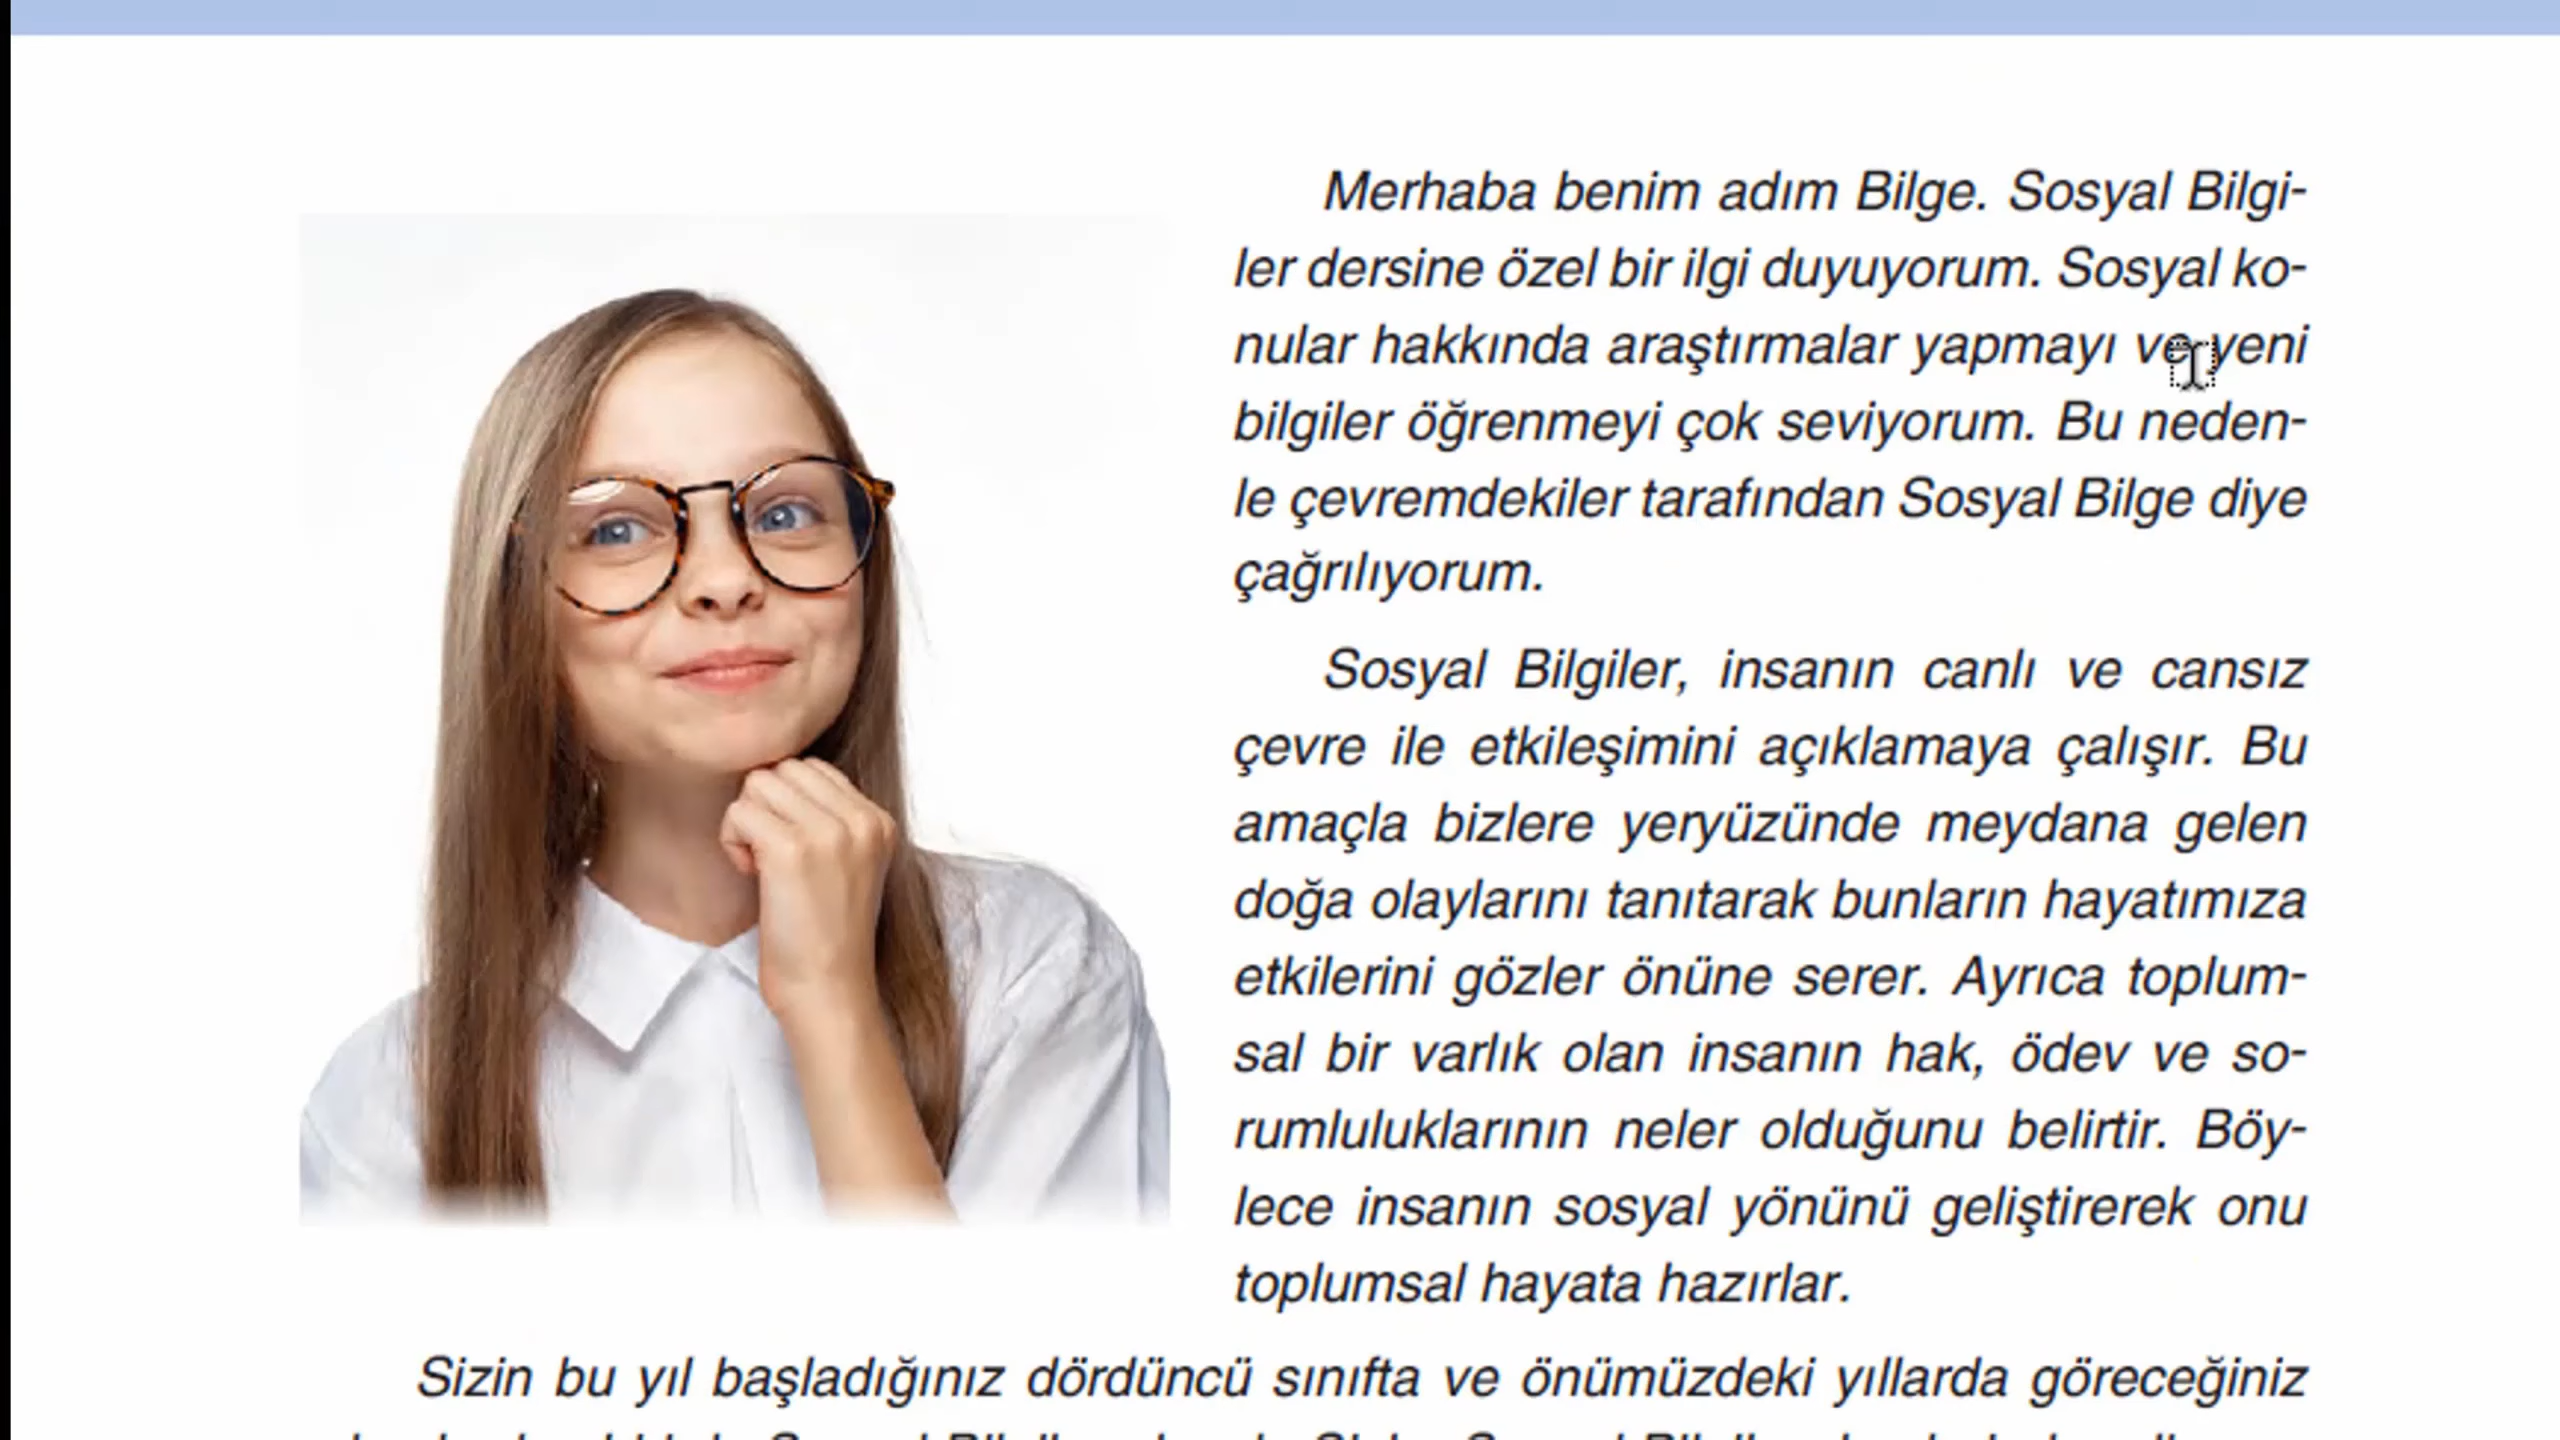 Merhaba benim adım Bilge. Sosyal Bilgi-
ler dersine özel bir ilgi duyuyorum. Sosyal ko-
nular hakkında araştırmalar yapmayı ve yeni
bilgiler öğrenmeyi çok seviyorum. Bu neden-
le çevremdekiler tarafından Sosyal Bilge diye
çağrılıyorum.
Sosyal Bilgiler, insanın canlı ve cansız
çevre ile etkileşimini açıklamaya çalışır. Bu
amaçla bizlere yeryüzünde meydana gelen
doğa olaylarını tanıtarak bunların hayatımıza
etkilerini gözler önüne serer. Ayrıca toplum-
sal bir varlık olan insanın hak, ödev ve so-
rumluluklarının neler olduğunu belirtir. Böy-
lece insanın sosyal yönünü geliştirerek onu
toplumsal hayata hazırlar.
Sizin bu yıl başladığınız dördüncü sınıfta ve önümüzdeki yıllarda göreceğiniz